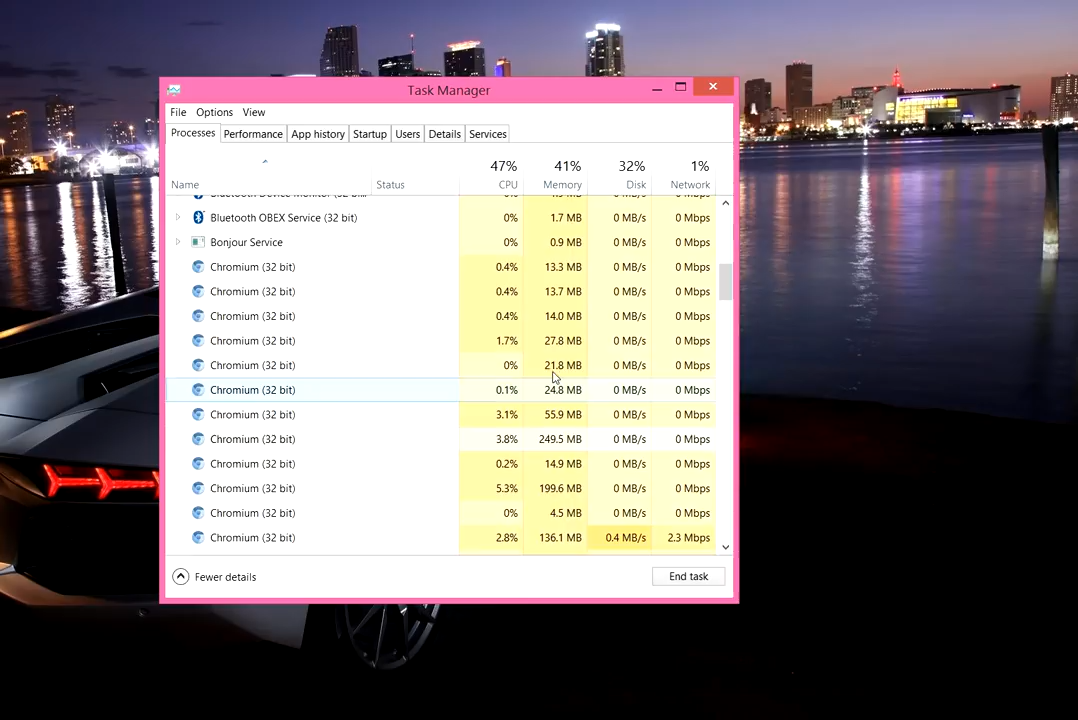 Task Manager
File Options View
Processes Performance App history Startup Users Details Services
47% 41% 32% 1%
Name Status CPU Memory Disk Network
Bluetooth OBEX Service (32 bit) 0% 1.7 MB 0 MB/s 0 Mbps
Bonjour Service 0% 0.9 MB 0 MB/s 0 Mbps
Chromium (32 bit) 0.4% 13.3 MB 0 MB/s 0 Mbps
Chromium (32 bit) 0.4% 13.7 MB 0 MB/s 0 Mbps
Chromium (32 bit) 0.4% 14.0 MB 0 MB/s 0 Mbps
Chromium (32 bit) 1.7% 27.8 MB 0 MB/s 0 Mbps
Chromium (32 bit) 0% 21.8 MB 0 MB/s 0 Mbps
Chromium (32 bit) 0.1% 24.8 MB 0 MB/s 0 Mbps
Chromium (32 bit) 3.1% 55.9 MB 0 MB/s 0 Mbps
Chromium (32 bit) 3.8% 249.5 MB 0 MB/s 0 Mbps
Chromium (32 bit) 0.2% 14.9 MB 0 MB/s 0 Mbps
Chromium (32 bit) 5.3% 199.6 MB 0 MB/s 0 Mbps
Chromium (32 bit) 0% 4.5 MB 0 MB/s 0 Mbps
Chromium (32 bit) 2.8% 136.1 MB 0.4 MB/s 2.3 Mbps
Fewer details End task